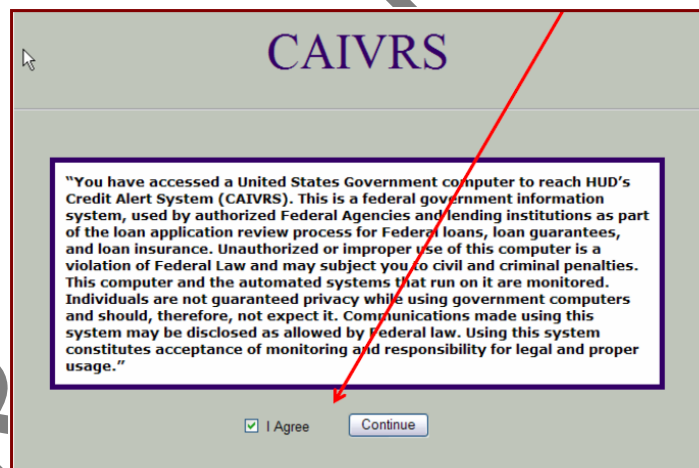 CAIVRS
“You have accessed a United States Government computer to reach HUD’s
Credit Alert System (CAIVRS). This is a federal government information
system, used by authorized Federal Agencies and lending institutions as part
of the loan application review process for Federal loans, loan guarantees,
and loan insurance. Unauthorized or improper use of this computer is a
violation of Federal Law and may subject you to civil and criminal penalties.
This computer and the automated systems that run on it are monitored.
Individuals are not guaranteed privacy while using government computers
and should, therefore, not expect it. Communications made using this
system may be disclosed as allowed by Federal law. Using this system
constitutes acceptance of monitoring and responsibility for legal and proper
usage.”
I Agree Continue